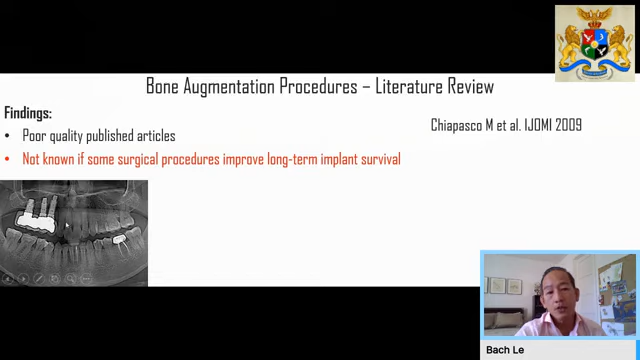 Bone Augmentation Procedures – Literature Review
Findings:
Chiapasco M et al. IJOMI 2009
• Poor quality published articles
• Not known if some surgical procedures improve long-term implant survival
Bach Le